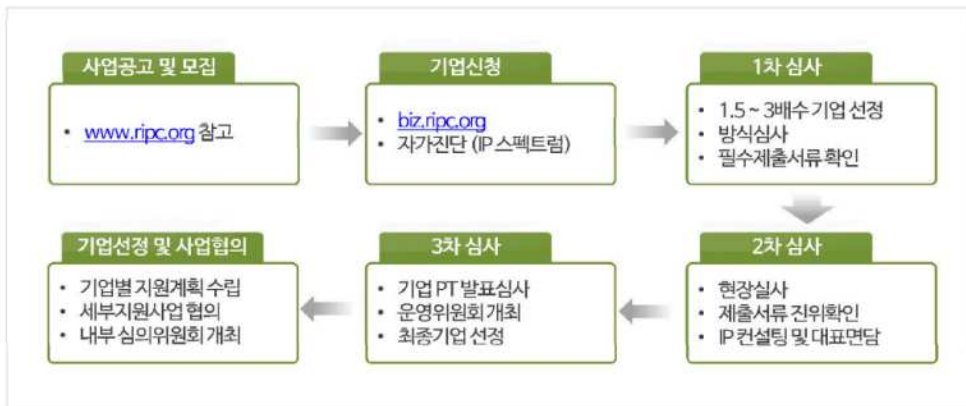 사업공고 및 모집
• www.ripc.org 참고
기업신청
• biz.ripc.org
• 자가진단 (IP 스펙트럼)
1차 심사
• 1.5 ~ 3배수 기업 선정
• 방식심사
• 필수제출서류 확인
2차 심사
• 현장실사
• 제출서류 진위확인
• IP 컨설팅 및 대표면담
3차 심사
• 기업 PT 발표심사
• 운영위원회 개최
• 최종기업 선정
기업선정 및 사업협의
• 기업별 지원계획 수립
• 세부지원사업 협의
• 내부 심의위원회 개최